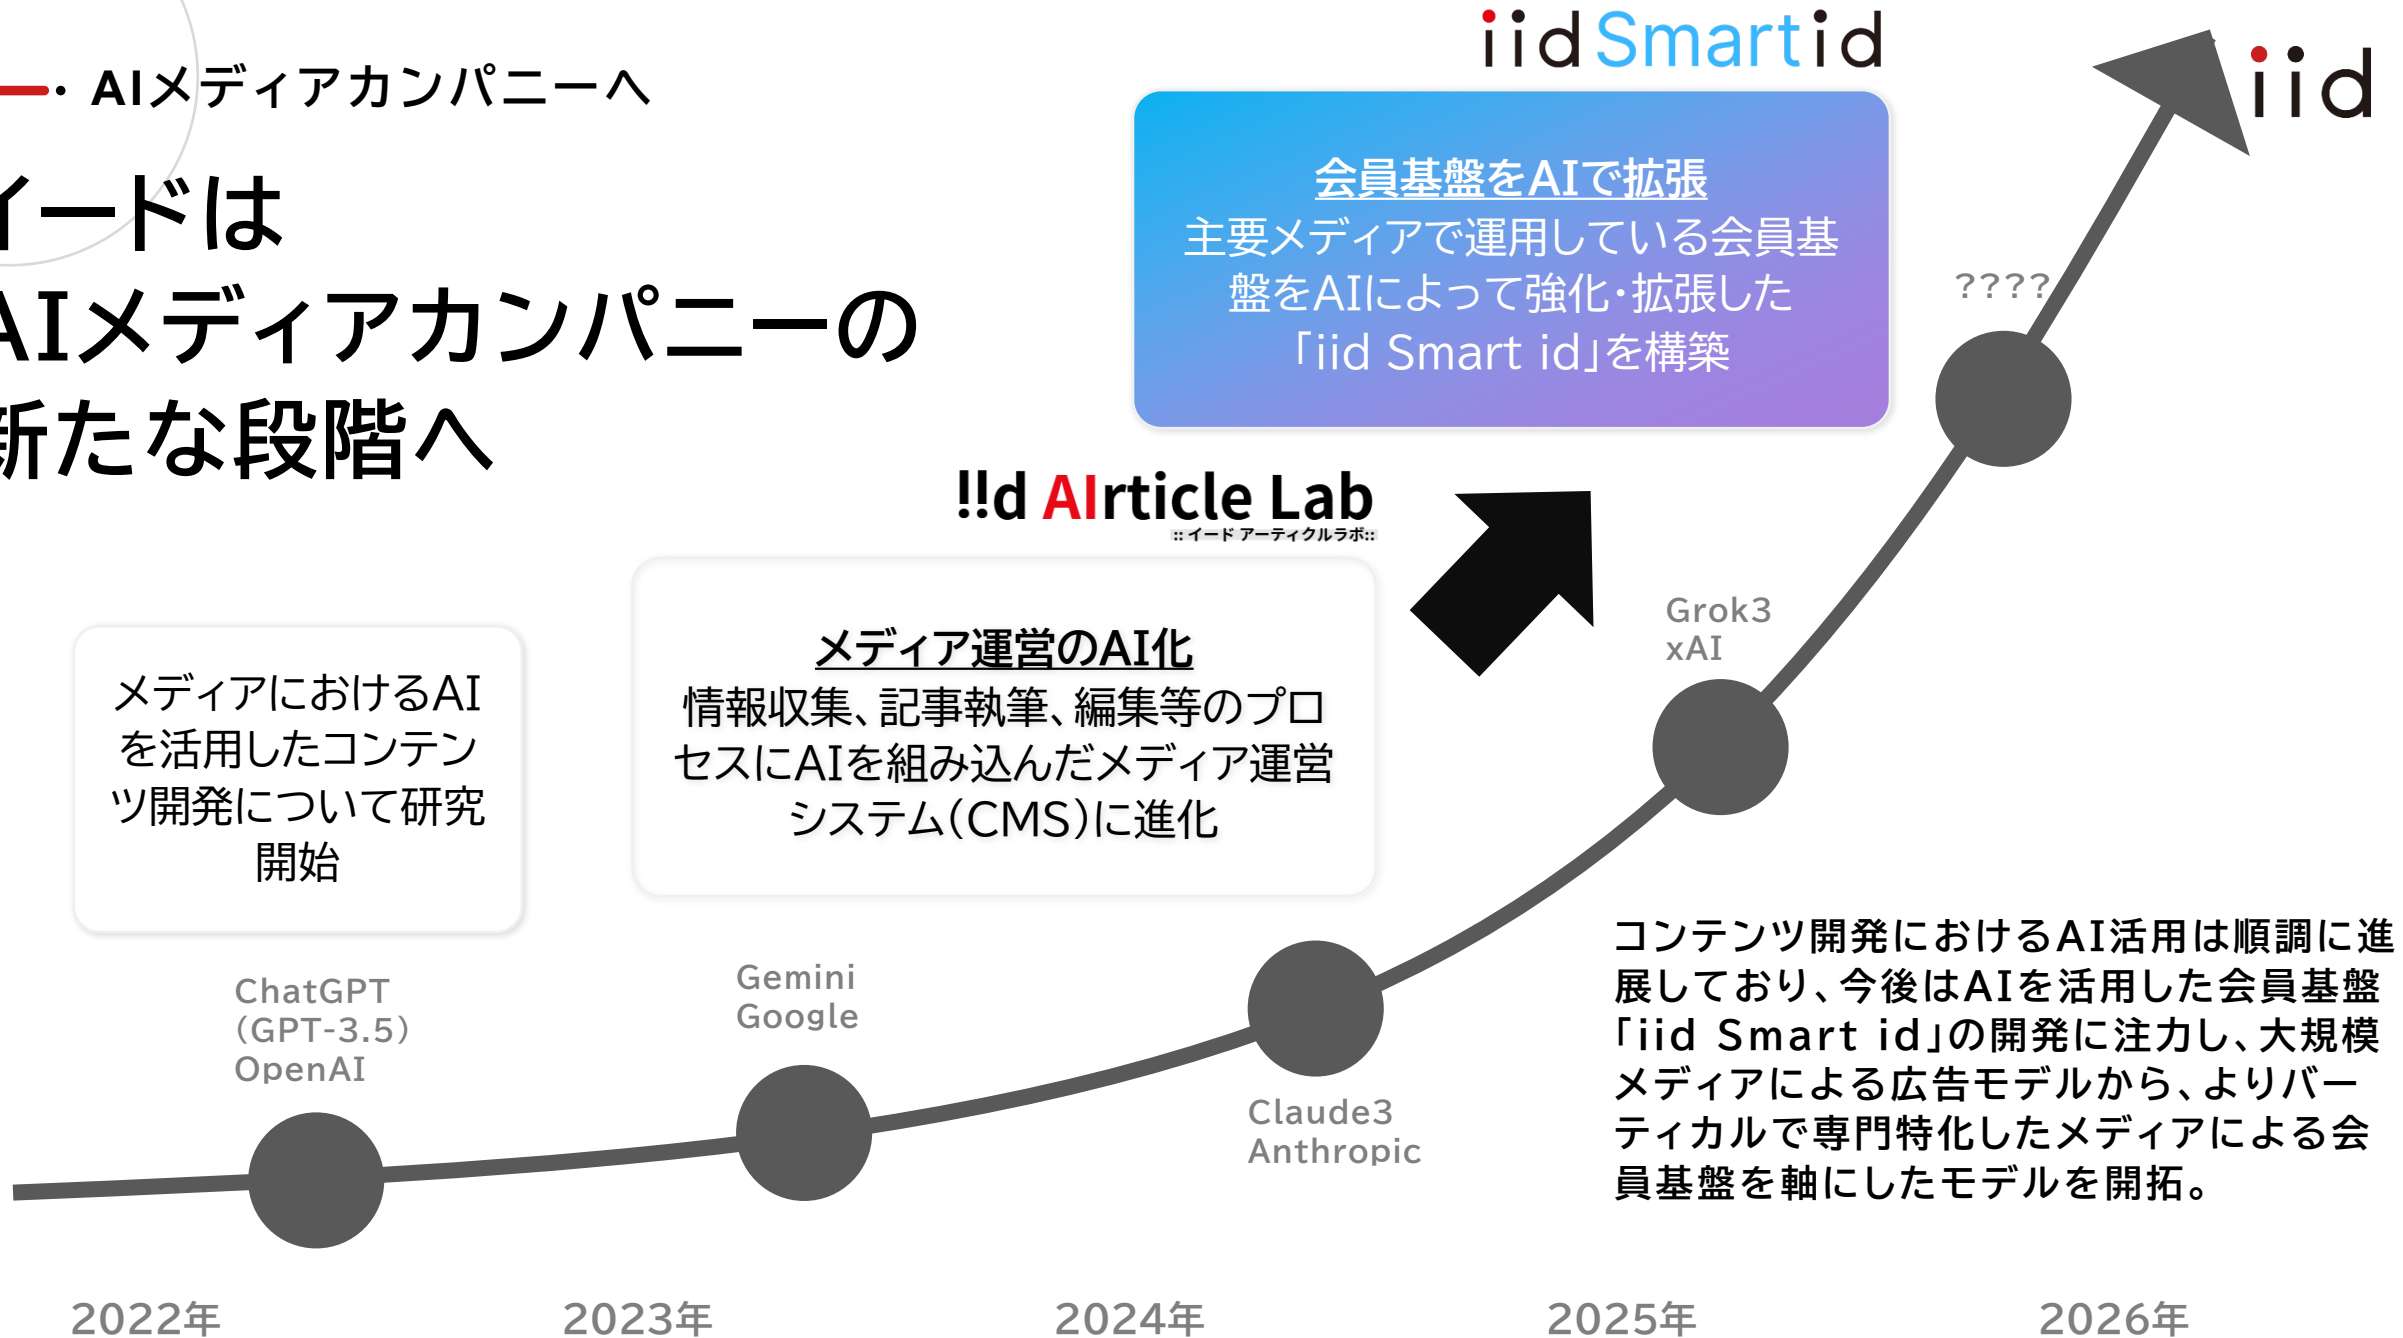 AIメディアカンパニーへ
イードは
AIメディアカンパニーの
新たな段階へ
iid Smart id
iid
会員基盤をAIで拡張
主要メディアで運用している会員基
盤をAIによって強化・拡張した
「iid Smart id」を構築
????
!!d AIrticle Lab
:: イード アーティクルラボ::
メディア運営のAI化
情報収集、記事執筆、編集等のプロ
セスにAIを組み込んだメディア運営
システム(CMS)に進化
メディアにおけるAI
を活用したコンテン
ツ開発について研究
開始
Grok3
xAI
ChatGPT
(GPT-3.5)
OpenAI
Gemini
Google
Claude3
Anthropic
コンテンツ開発におけるAI活用は順調に進
展しており、今後はAIを活用した会員基盤
「iid Smart id」の開発に注力し、大規模
メディアによる広告モデルから、よりバー
ティカルで専門特化したメディアによる会
員基盤を軸にしたモデルを開拓。
2022年
2023年
2024年
2025年
2026年